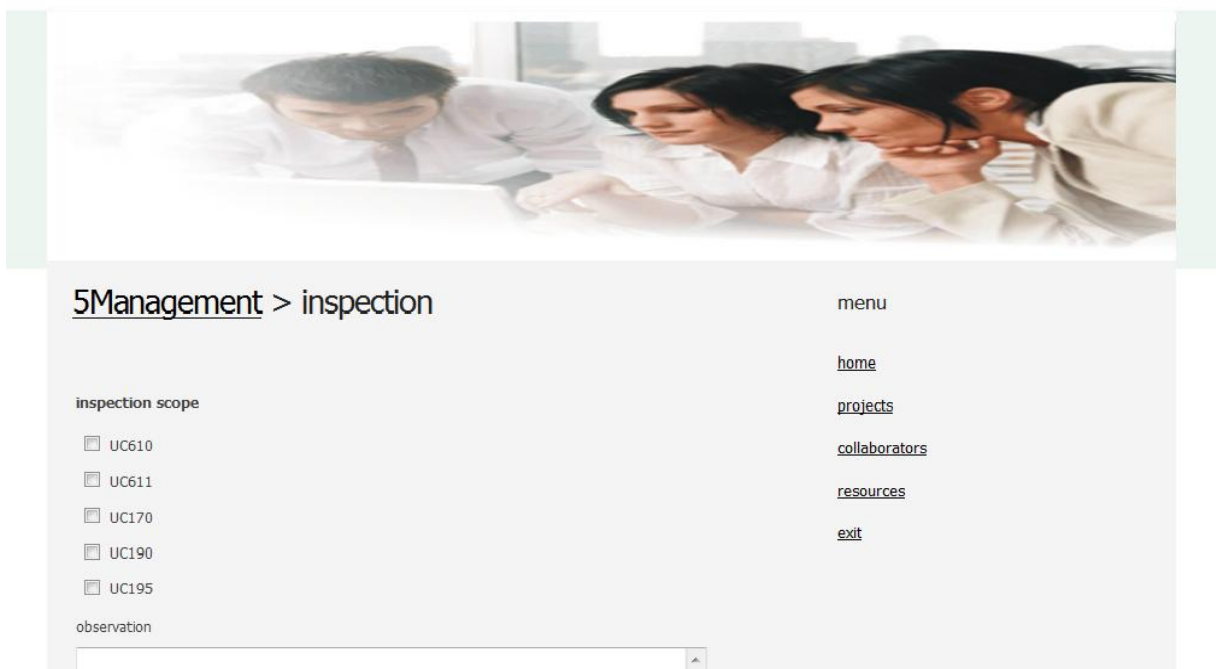 5Management > inspection
inspection scope
UC610
UC611
UC170
UC190
UC195
observation
menu
home
projects
collaborators
resources
exit